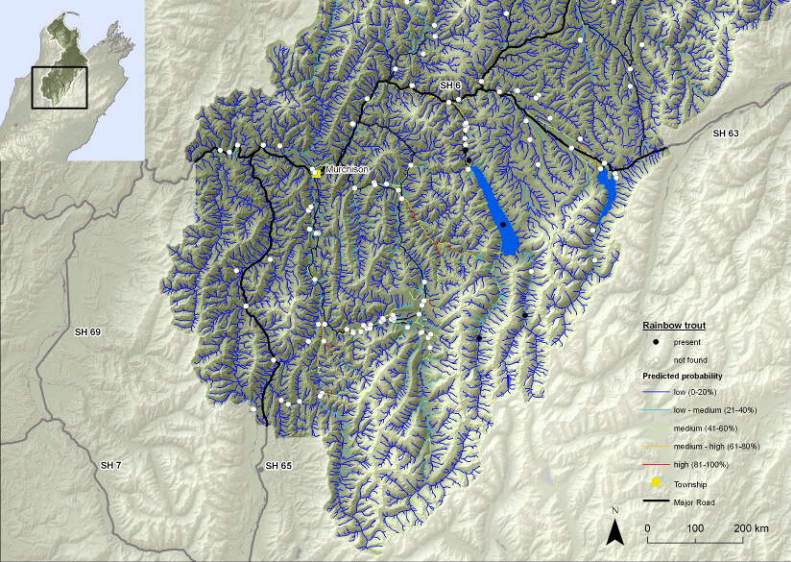 SH 6
SH 63
Murchison
SH 69
SH 7
SH 65
Rainbow trout
present
not found
Predicted probability
low (0-20%)
low - medium (21-40%)
medium (41-60%)
medium - high (61-80%)
high (81-100%)
Township
Major Road
N
0 100 200 km